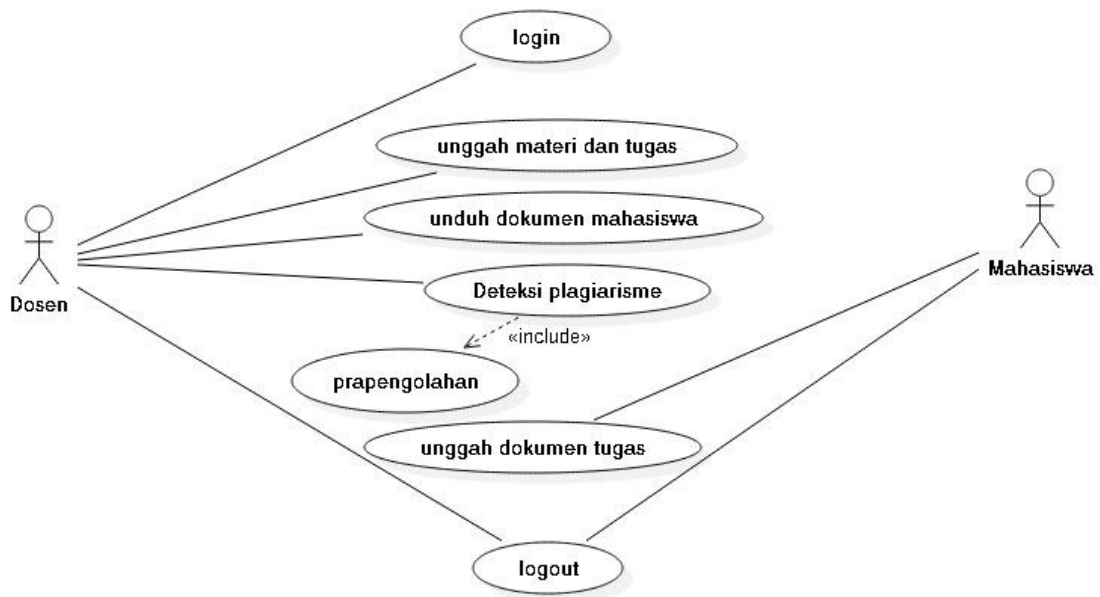 login
unggah materi dan tugas
unduh dokumen mahasiswa
Dosen
Mahasiswa
Deteksi plagiarisme
«include»
prapengolahan
unggah dokumen tugas
logout